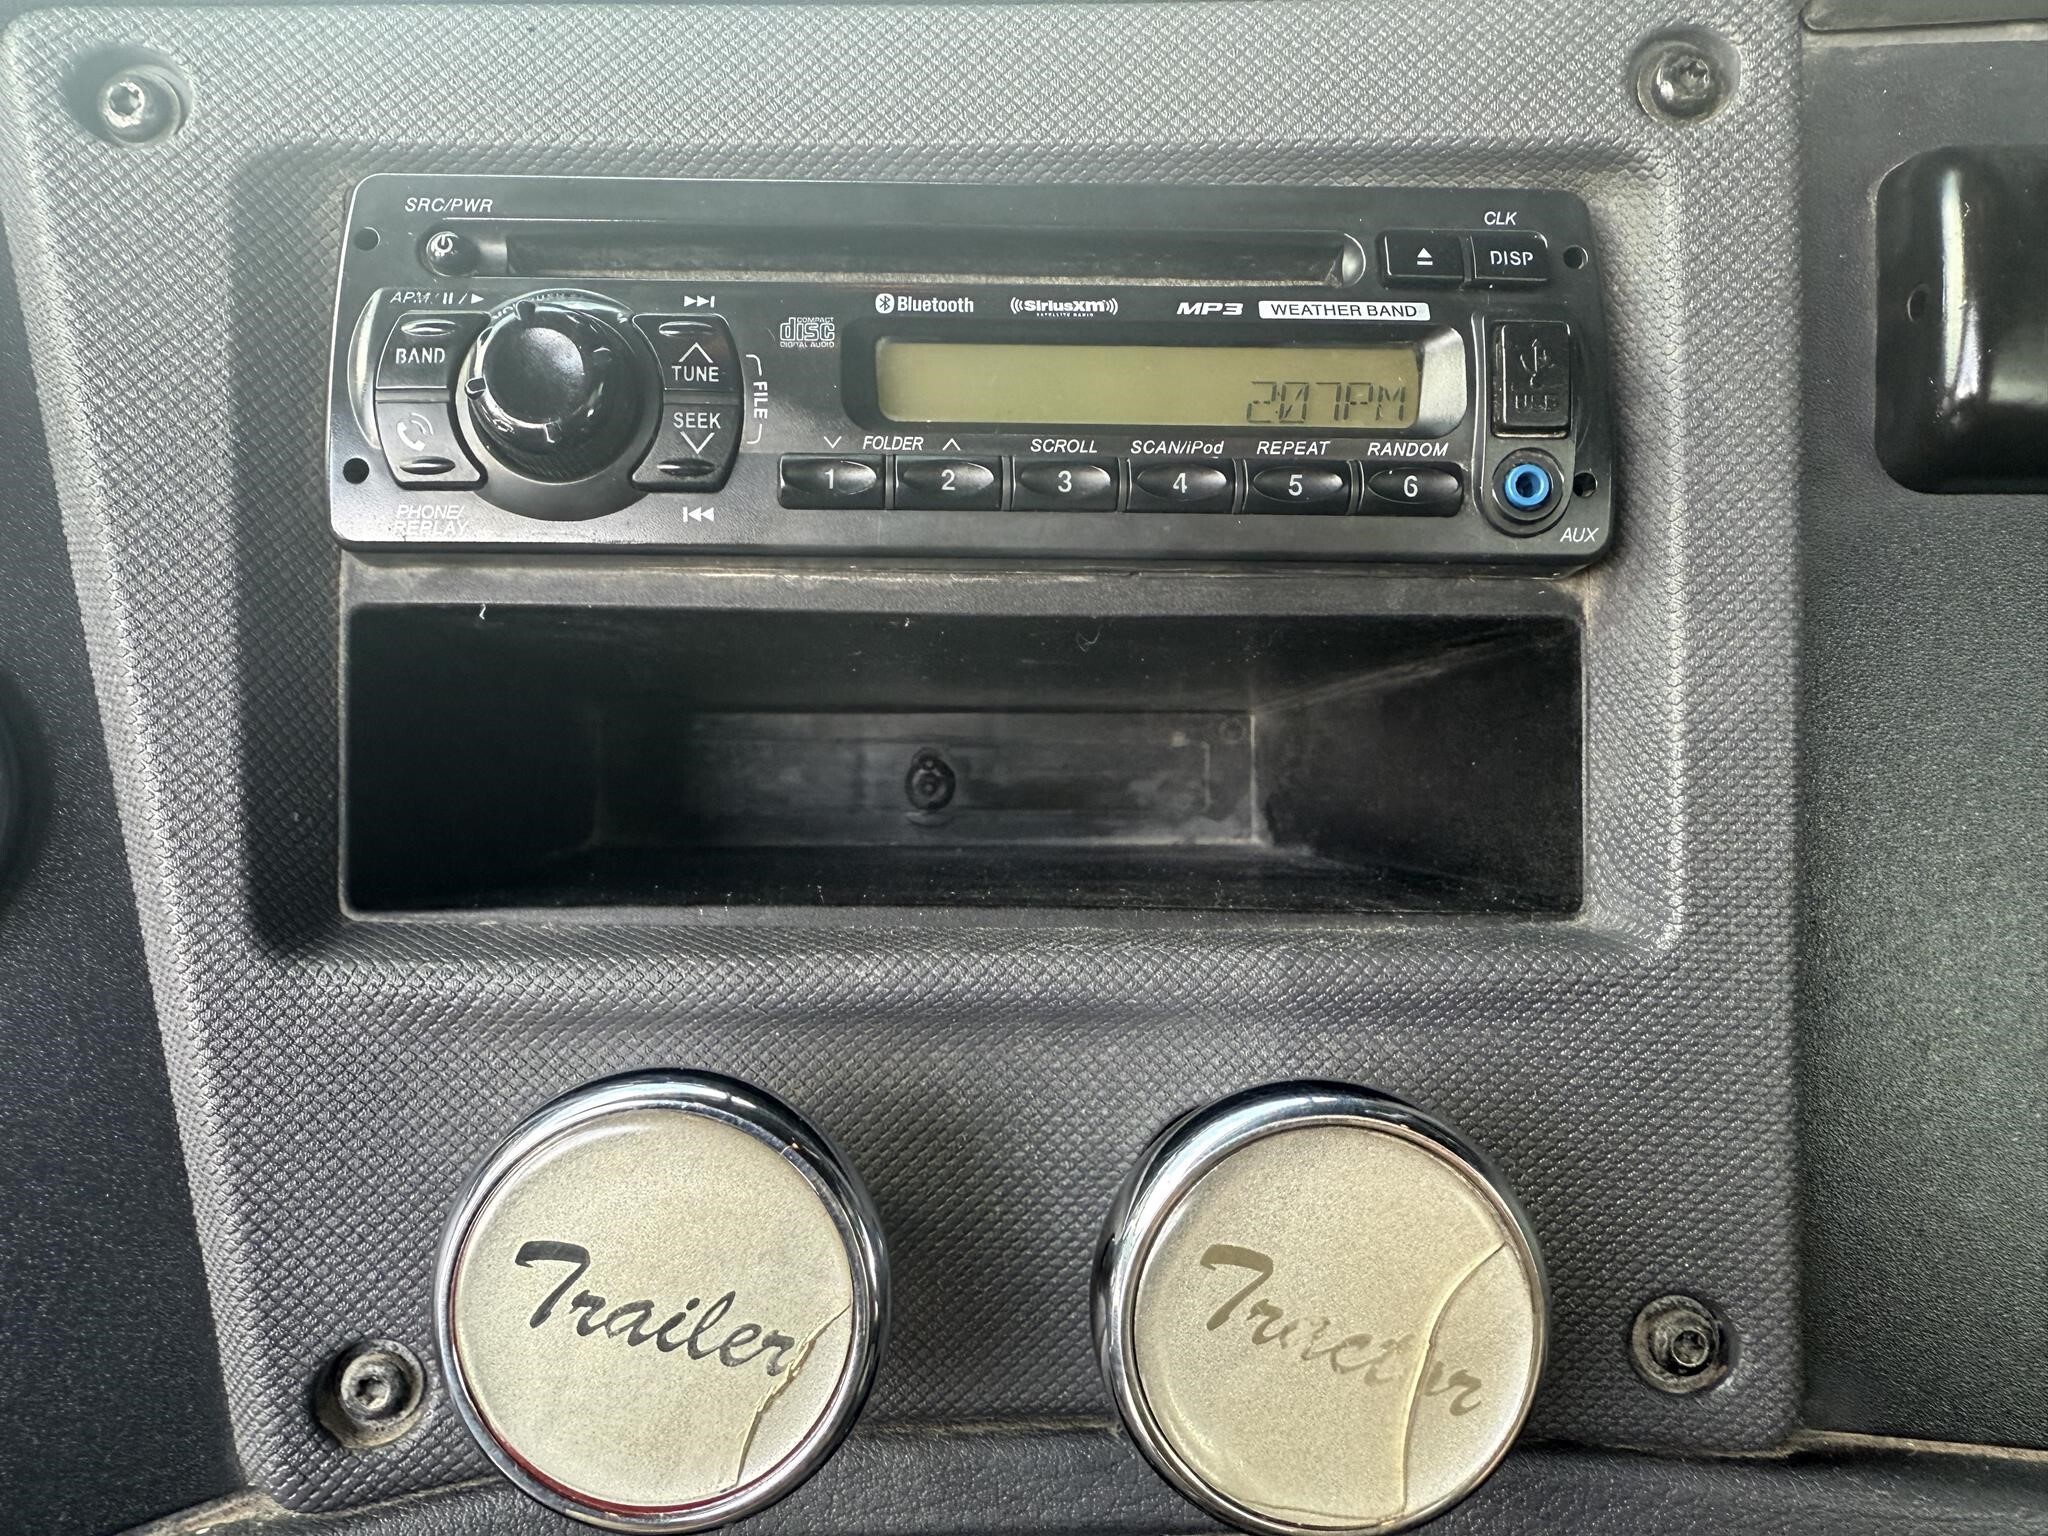 SRC/PWR
CLK
DISP
APM/II/▶
BAND
TUNE
SEEK
FILE
PHONE/
REPLAY
COMPACT
disc
DIGITAL AUDIO
Bluetooth
((SiriusXM))
SATELLITE RADIO
MP3
WEATHER BAND
2:07PM
USB
FOLDER
SCROLL
SCAN/iPod
REPEAT
RANDOM
1
2
3
4
5
6
AUX
Trailer
Tractor